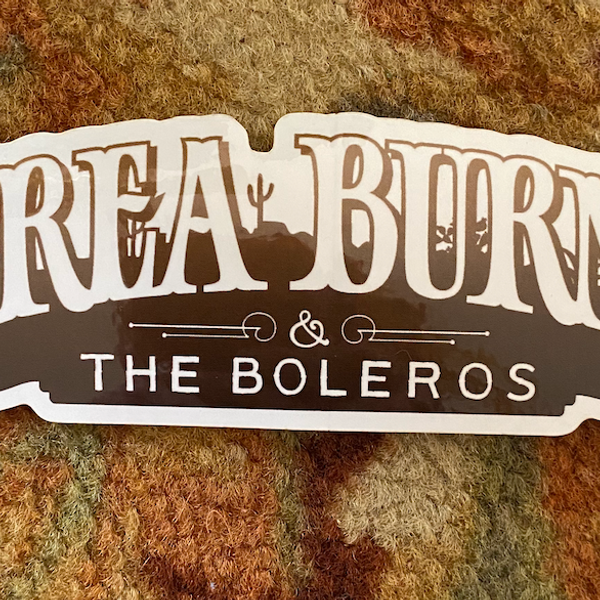 REA BURN
&
THE BOLEROS